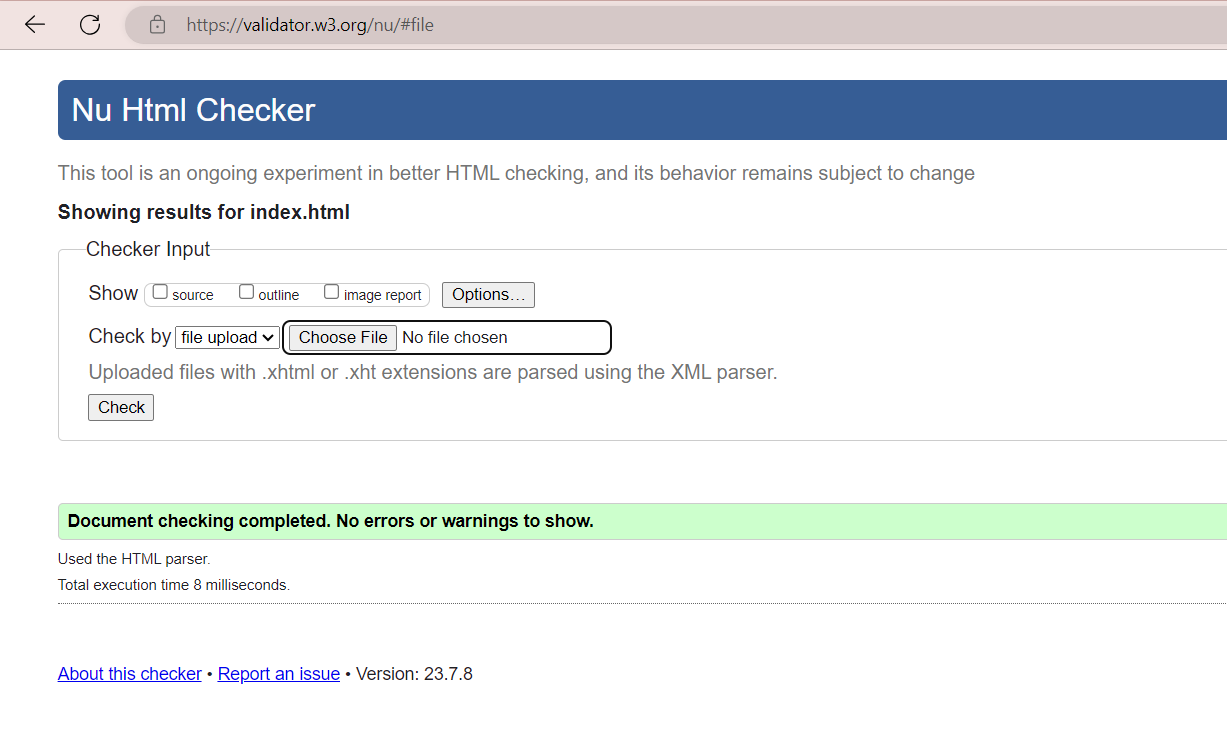 https://validator.w3.org/nu/#file
Nu Html Checker
This tool is an ongoing experiment in better HTML checking, and its behavior remains subject to change
Showing results for index.html
Checker Input
Show source outline image report Options…
Check by file upload Choose File No file chosen
Uploaded files with .xhtml or .xht extensions are parsed using the XML parser.
Check
Document checking completed. No errors or warnings to show.
Used the HTML parser.
Total execution time 8 milliseconds.
About this checker • Report an issue • Version: 23.7.8